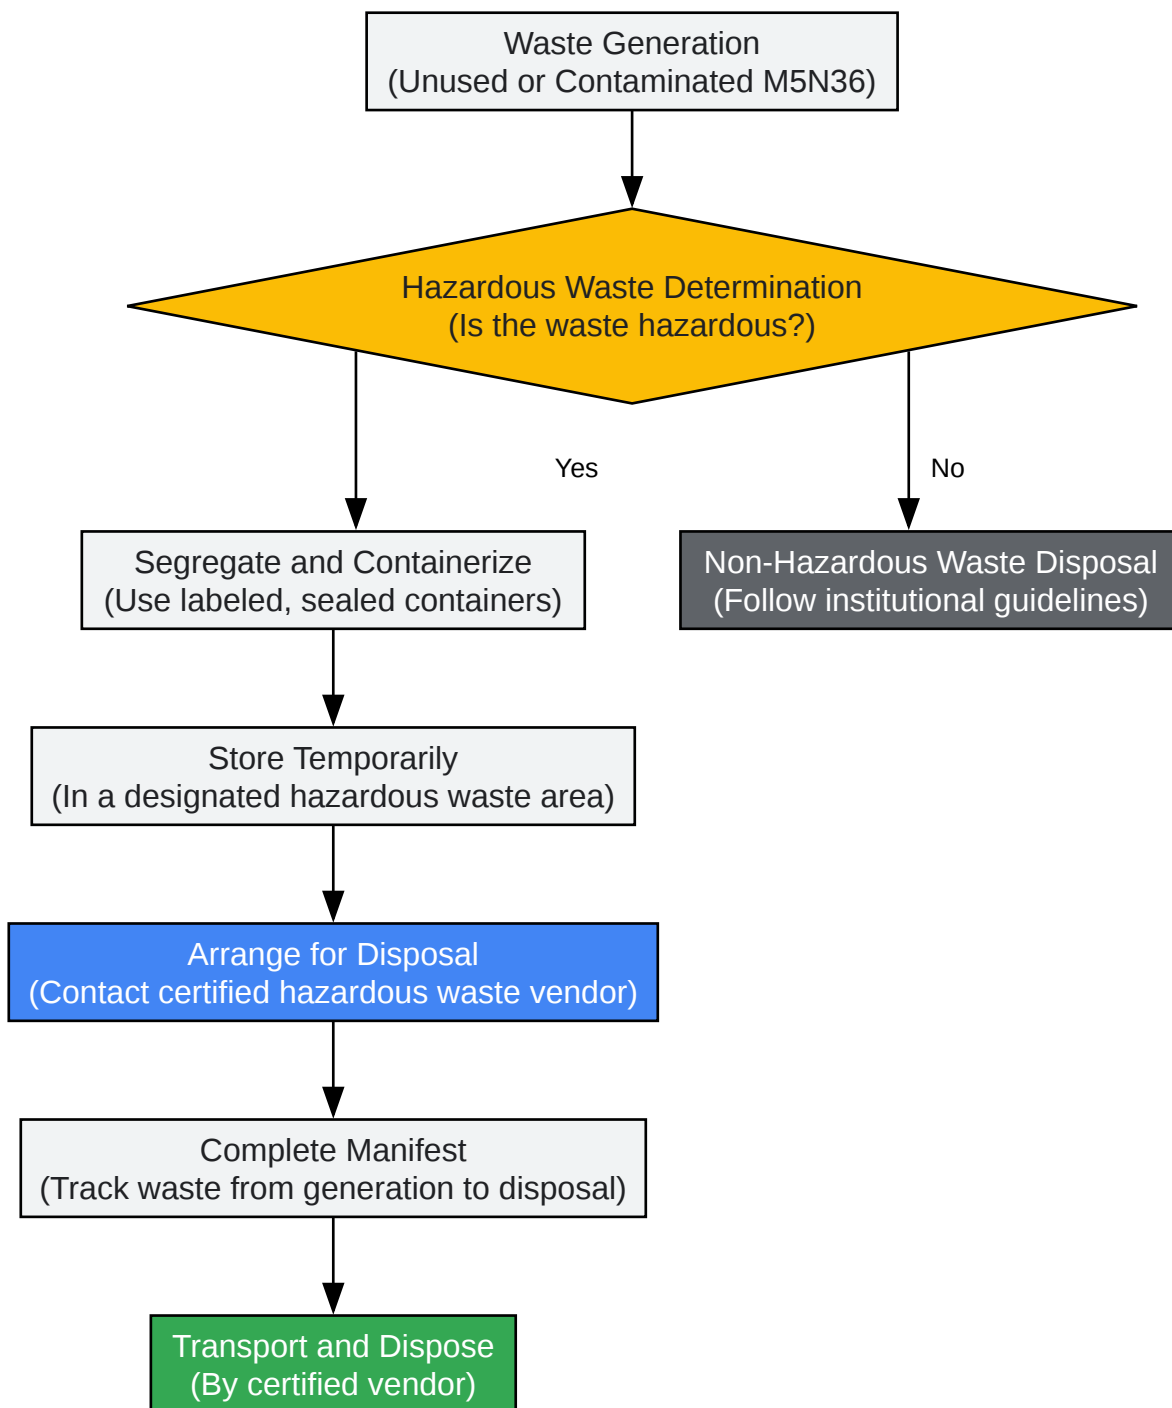 Waste Generation
(Unused or Contaminated M5N36)
Hazardous Waste Determination
(Is the waste hazardous?)
Yes
No
Segregate and Containerize
(Use labeled, sealed containers)
Non-Hazardous Waste Disposal
(Follow institutional guidelines)
Store Temporarily
(In a designated hazardous waste area)
Arrange for Disposal
(Contact certified hazardous waste vendor)
Complete Manifest
(Track waste from generation to disposal)
Transport and Dispose
(By certified vendor)